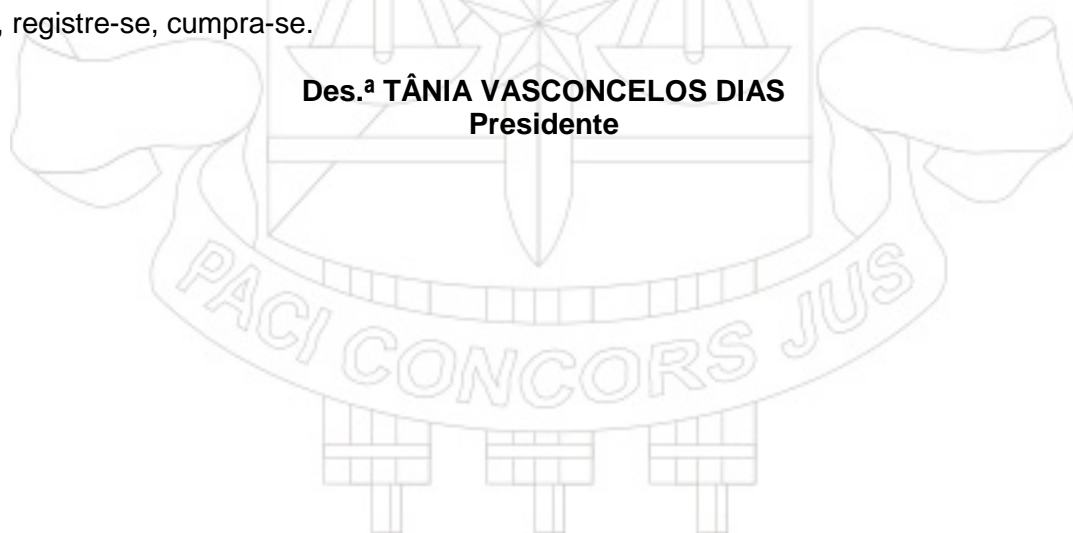 , registre-se, cumpra-se.
Des.ª TÂNIA VASCONCELOS DIAS
Presidente
PACI CONCORS JUS